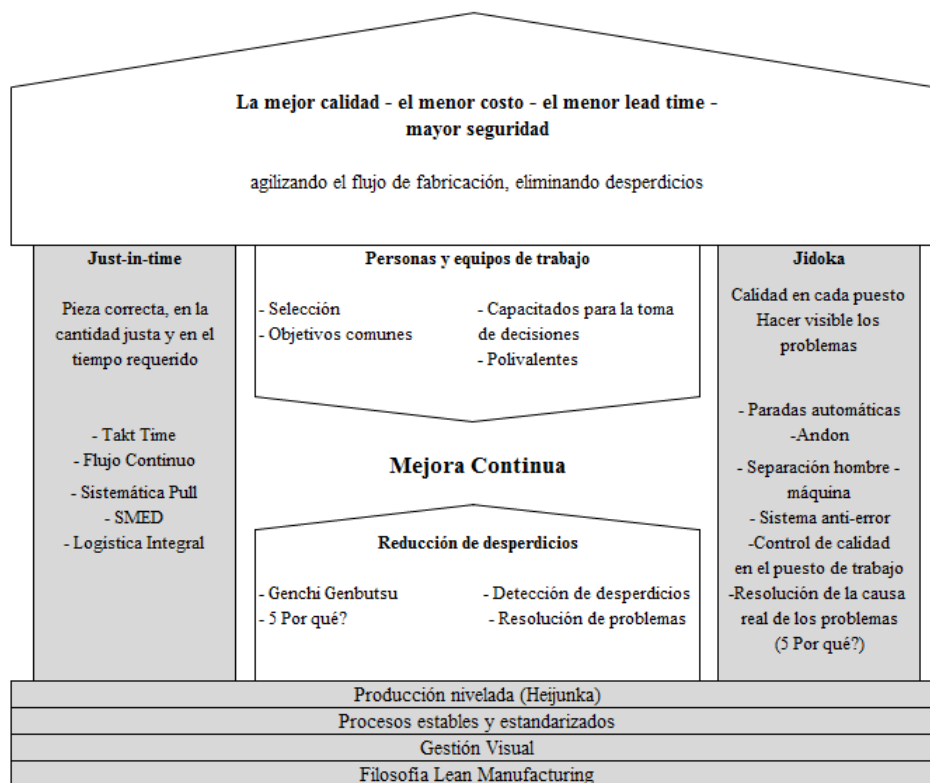 La mejor calidad - el menor costo - el menor lead time -
mayor seguridad
agilizando el flujo de fabricación, eliminando desperdicios
Just-in-time
Pieza correcta, en la
cantidad justa y en el
tiempo requerido
- Takt Time
- Flujo Continuo
- Sistemática Pull
- SMED
- Logística Integral
Personas y equipos de trabajo
- Selección
- Objetivos comunes
- Capacitados para la toma
de decisiones
- Polivalentes
Mejora Continua
Reducción de desperdicios
- Genchi Genbutsu
- 5 Por qué?
- Detección de desperdicios
- Resolución de problemas
Jidoka
Calidad en cada puesto
Hacer visible los
problemas
- Paradas automáticas
-Andon
- Separación hombre -
máquina
- Sistema anti-error
-Control de calidad
en el puesto de trabajo
-Resolución de la causa
real de los problemas
(5 Por qué?)
Producción nivelada (Heijunka)
Procesos estables y estandarizados
Gestión Visual
Filosofía Lean Manufacturing